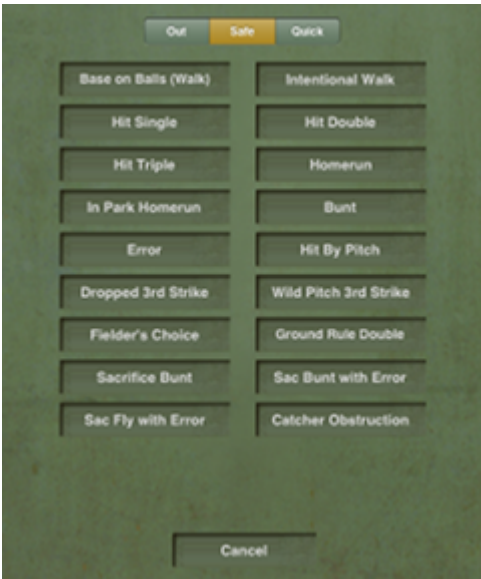 Out Safe Quick
Base on Balls (Walk) Intentional Walk
Hit Single Hit Double
Hit Triple Homerun
In Park Homerun Bunt
Error Hit By Pitch
Dropped 3rd Strike Wild Pitch 3rd Strike
Fielder's Choice Ground Rule Double
Sacrifice Bunt Sac Bunt with Error
Sac Fly with Error Catcher Obstruction
Cancel